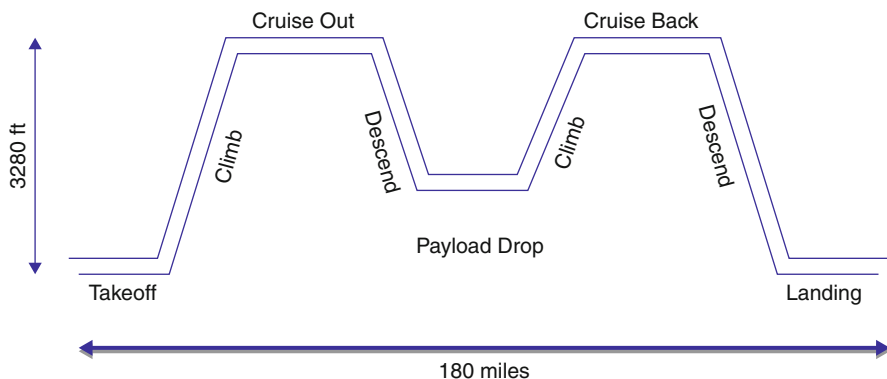 Cruise Out
Cruise Back
3280 ft
Climb
Descend
Climb
Descend
Payload Drop
Takeoff
Landing
180 miles